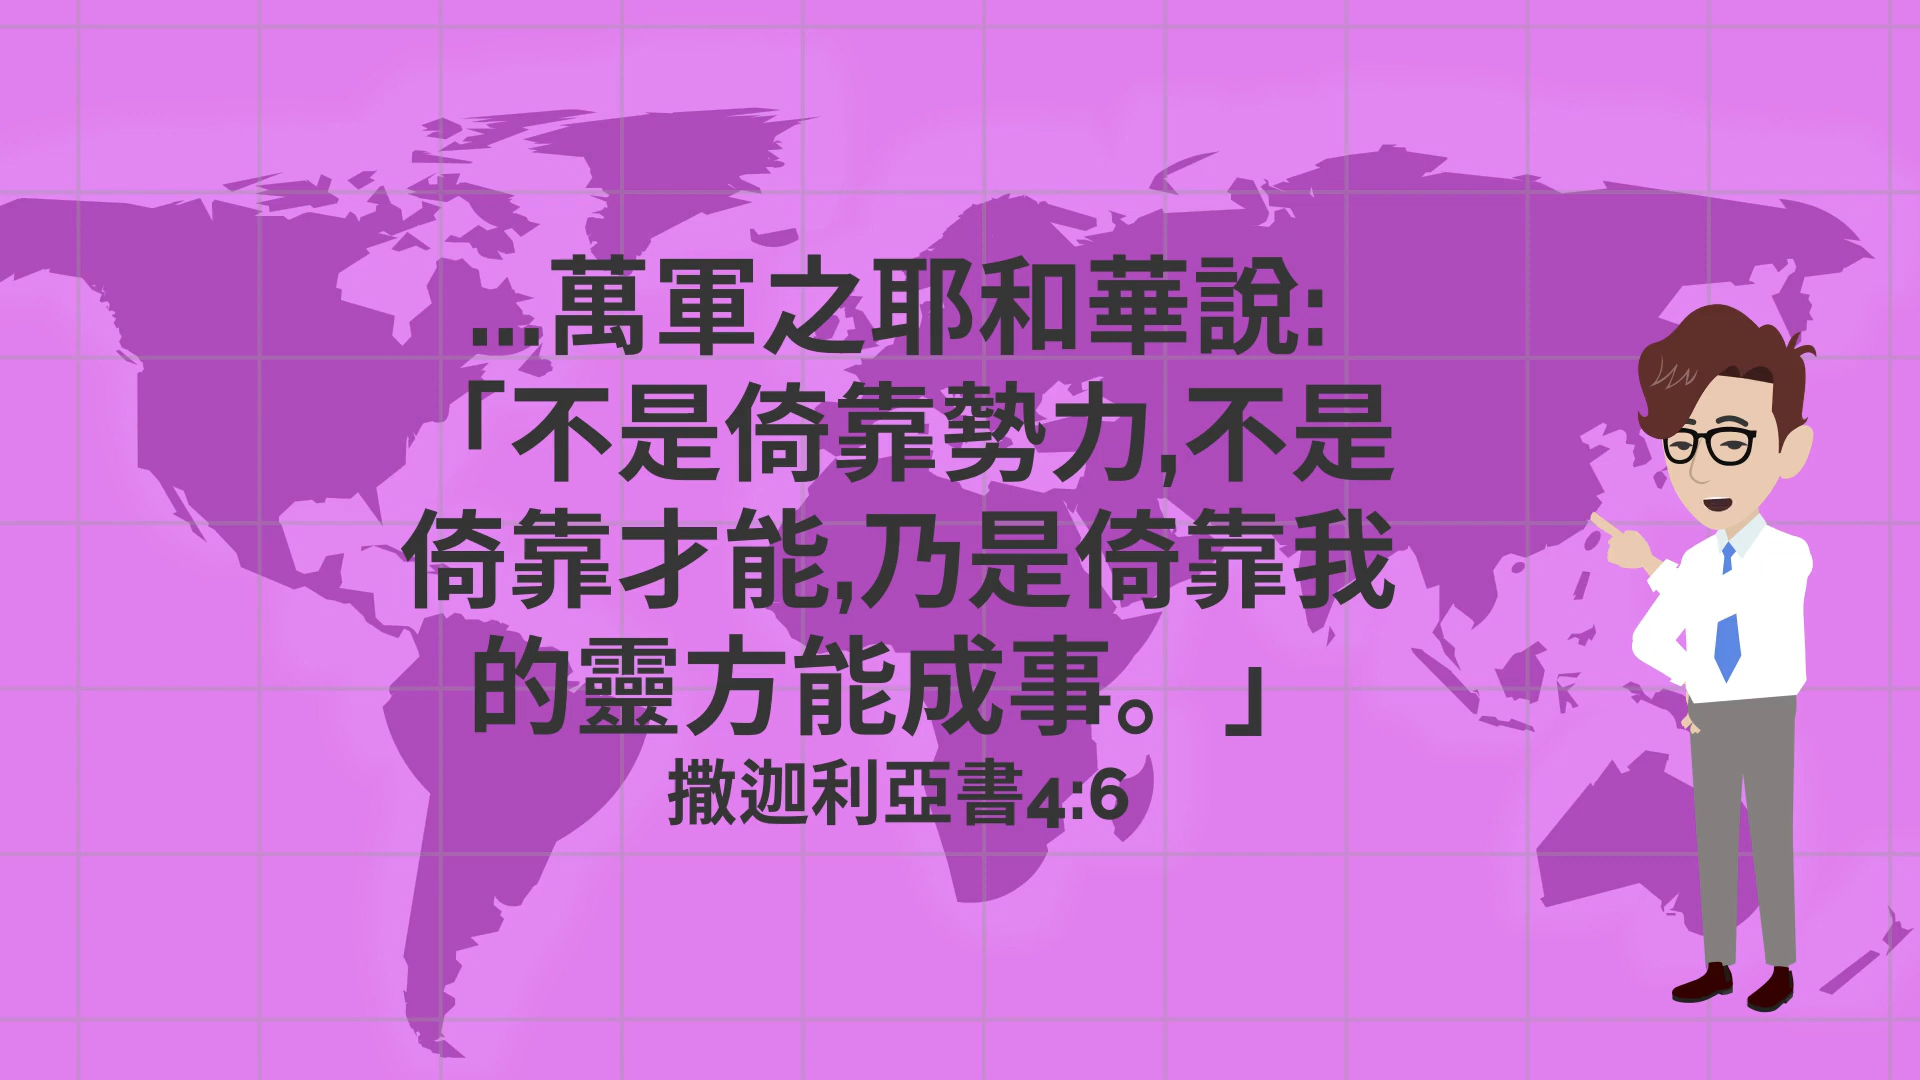 ...萬軍之耶和華說:
「不是倚靠勢力,不是
倚靠才能,乃是倚靠我
的靈方能成事。」
撒迦利亞書4:6